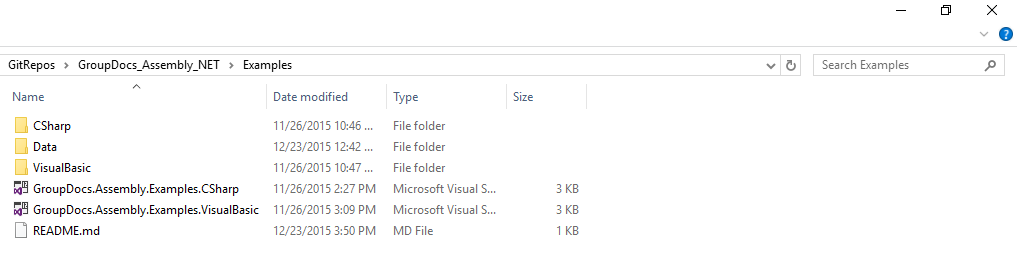 GitRepos > GroupDocs_Assembly_NET > Examples Search Examples
Name Date modified Type Size
CSharp 11/26/2015 10:46 ... File folder
Data 12/23/2015 12:42 ... File folder
VisualBasic 11/26/2015 10:47 ... File folder
GroupDocs.Assembly.Examples.CSharp 11/26/2015 2:27 PM Microsoft Visual S... 3 KB
GroupDocs.Assembly.Examples.VisualBasic 11/26/2015 3:09 PM Microsoft Visual S... 3 KB
README.md 12/23/2015 3:50 PM MD File 1 KB